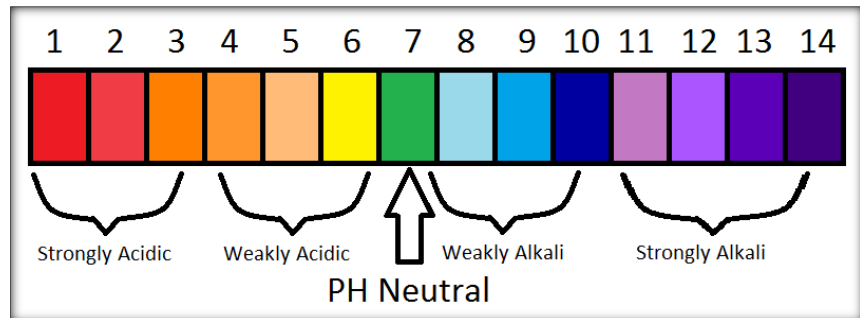 1 2 3 4 5 6 7 8 9 10 11 12 13 14
Strongly Acidic Weakly Acidic Weakly Alkali Strongly Alkali
PH Neutral